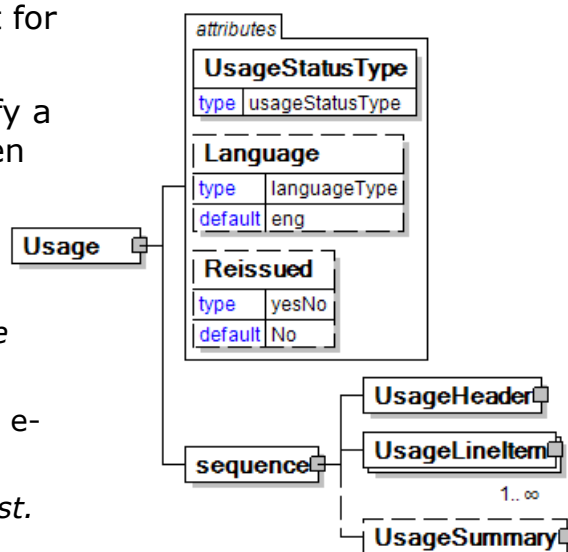 t for
fy a
en
e
e-
st.
attributes
UsageStatusType
type usageStatusType
Language
type languageType
default eng
Usage
Reissued
type yesNo
default No
UsageHeader
UsageLineItem
sequence
1.. ∞
UsageSummary